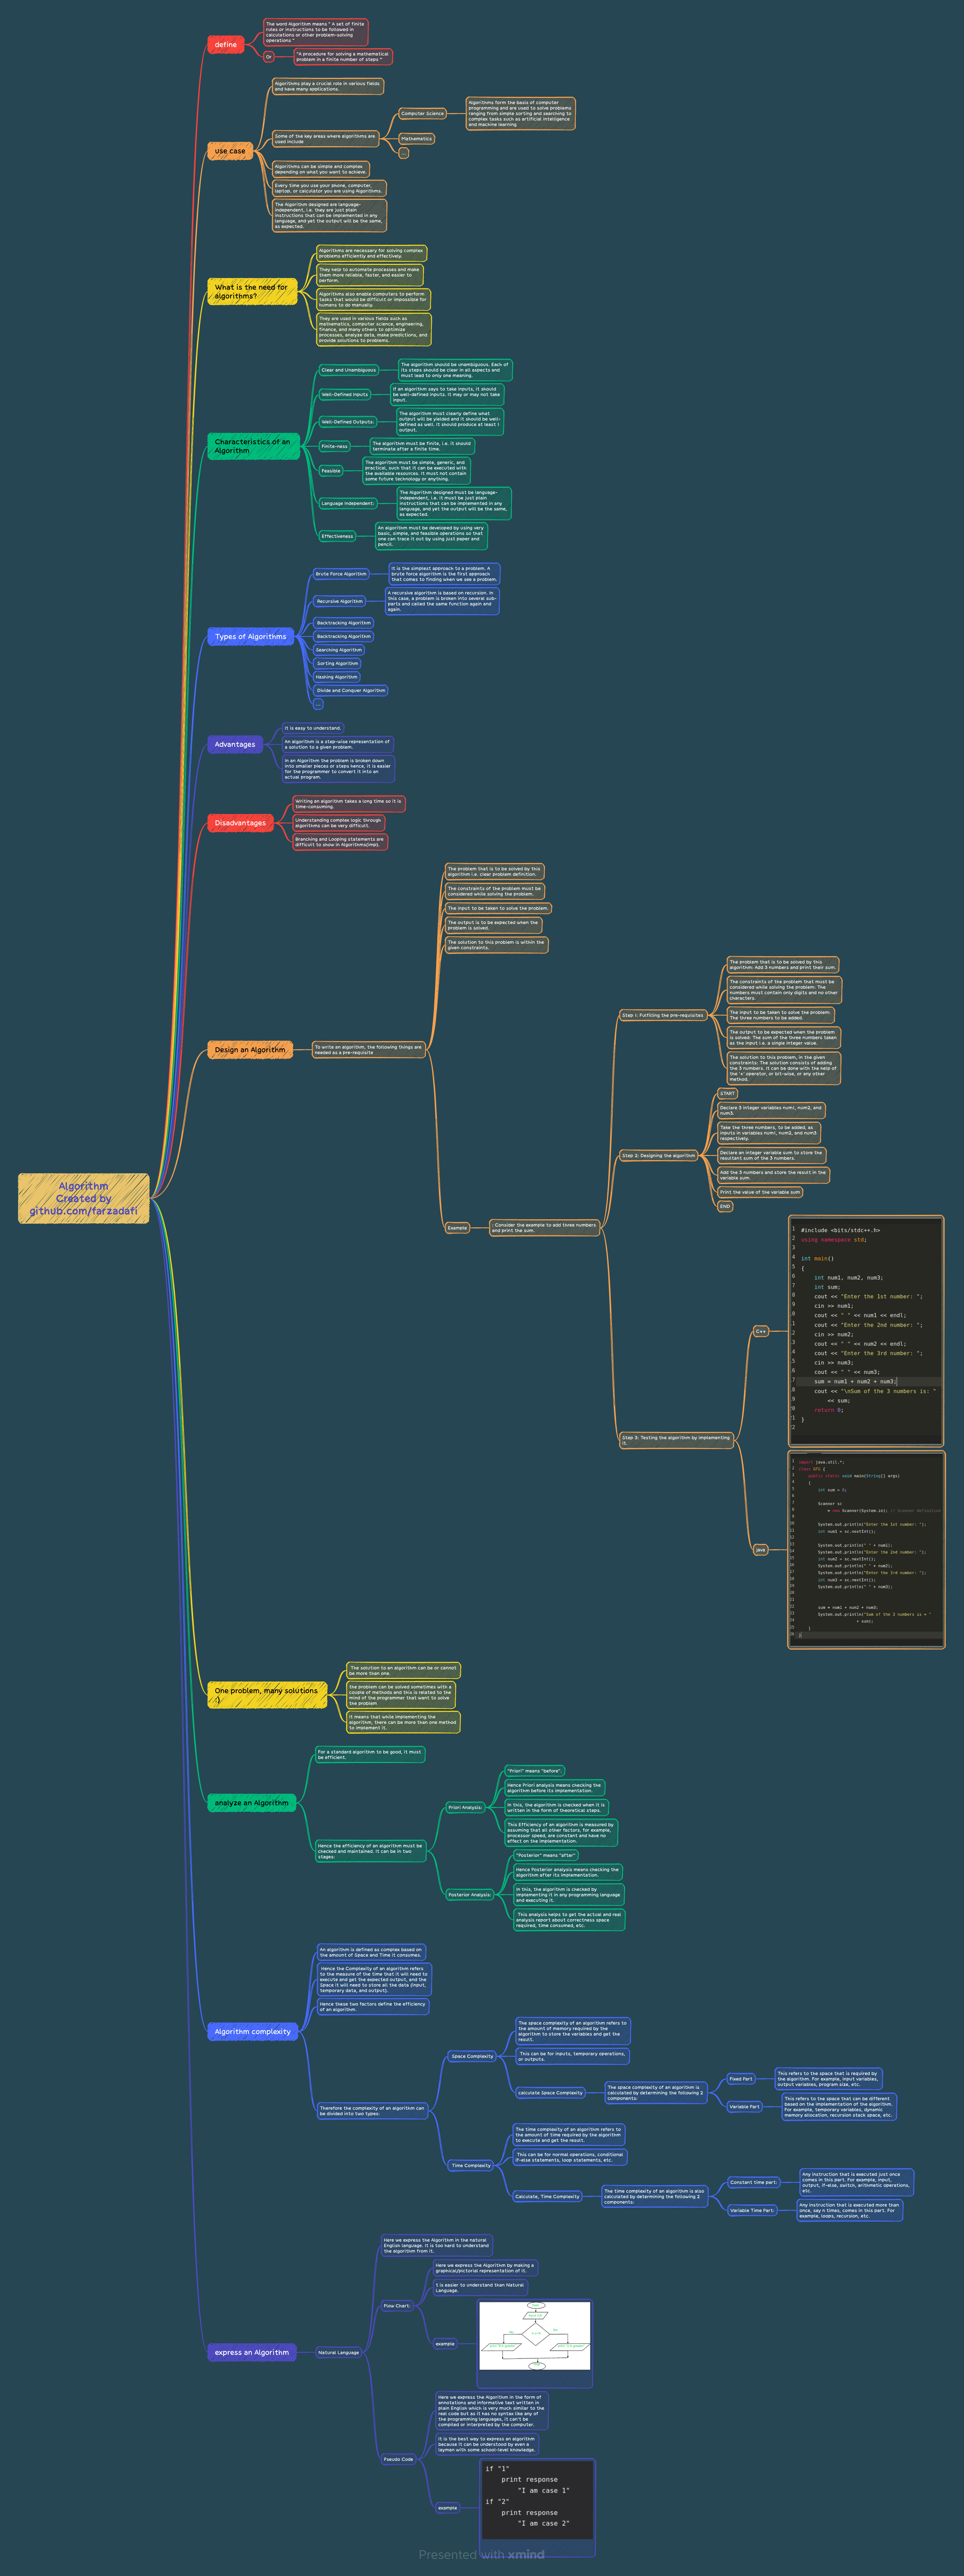 define
The word Algorithm means " A set of finite
rules or instructions to be followed in
calculations or other problem-solving
operations "
Or
"A procedure for solving a mathematical
problem in a finite number of steps "
use case
Algorithms play a crucial role in various fields
and have many applications.
Some of the key areas where algorithms are
used include
Computer Science
Algorithms form the basis of computer
programming and are used to solve problems
ranging from simple sorting and searching to
complex tasks such as artificial intelligence
and machine learning
Mathematics
...
Algorithms can be simple and complex
depending on what you want to achieve.
Every time you use your phone, computer,
laptop, or calculator you are using Algorithms.
The Algorithm designed are language-
independent, i.e. they are just plain
instructions that can be implemented in any
language, and yet the output will be the same,
as expected.
What is the need for
algorithms?
Algorithms are necessary for solving complex
problems efficiently and effectively.
They help to automate processes and make
them more reliable, faster, and easier to
perform.
Algorithms also enable computers to perform
tasks that would be difficult or impossible for
humans to do manually.
They are used in various fields such as
mathematics, computer science, engineering,
finance, and many others to optimize
processes, analyze data, make predictions, and
provide solutions to problems.
Characteristics of an
Algorithm
Clear and Unambiguous
The algorithm should be unambiguous. Each of
its steps should be clear in all aspects and
must lead to only one meaning.
Well-Defined Inputs
If an algorithm says to take inputs, it should
be well-defined inputs. It may or may not take
input.
Well-Defined Outputs:
The algorithm must clearly define what
output will be yielded and it should be well-
defined as well. It should produce at least 1
output.
Finite-ness
The algorithm must be finite, i.e. it should
terminate after a finite time.
Feasible
The algorithm must be simple, generic, and
practical, such that it can be executed with
the available resources. It must not contain
some future technology or anything.
Language Independent:
The Algorithm designed must be language-
independent, i.e. it must be just plain
instructions that can be implemented in any
language, and yet the output will be the same,
as expected.
Effectiveness
An algorithm must be developed by using very
basic, simple, and feasible operations so that
one can trace it out by using just paper and
pencil.
Types of Algorithms
Brute Force Algorithm
It is the simplest approach to a problem. A
brute force algorithm is the first approach
that comes to finding when we see a problem.
Recursive Algorithm
A recursive algorithm is based on recursion. In
this case, a problem is broken into several sub-
parts and called the same function again and
again.
Backtracking Algorithm
Backtracking Algorithm
Searching Algorithm
Sorting Algorithm
Hashing Algorithm
Divide and Conquer Algorithm
...
Advantages
It is easy to understand.
An algorithm is a step-wise representation of
a solution to a given problem.
In an Algorithm the problem is broken down
into smaller pieces or steps hence, it is easier
for the programmer to convert it into an
actual program.
Disadvantages
Writing an algorithm takes a long time so it is
time-consuming.
Understanding complex logic through
algorithms can be very difficult.
Branching and Looping statements are
difficult to show in Algorithms(imp).
Design an Algorithm
To write an algorithm, the following things are
needed as a pre-requisite
The problem that is to be solved by this
algorithm i.e. clear problem definition.
The constraints of the problem must be
considered while solving the problem.
The input to be taken to solve the problem.
The output is to be expected when the
problem is solved.
The solution to this problem is within the
given constraints.
Example
: Consider the example to add three numbers
and print the sum.
Step 1: Fulfilling the pre-requisites
The problem that is to be solved by this
algorithm: Add 3 numbers and print their sum.
The constraints of the problem that must be
considered while solving the problem: The
numbers must contain only digits and no other
characters.
The input to be taken to solve the problem:
The three numbers to be added.
The output to be expected when the problem
is solved: The sum of the three numbers taken
as the input i.e. a single integer value.
The solution to this problem, in the given
constraints: The solution consists of adding
the 3 numbers. It can be done with the help of
the '+' operator, or bit-wise, or any other
method.
Step 2: Designing the algorithm
START
Declare 3 integer variables num1, num2, and
num3.
Take the three numbers, to be added, as
inputs in variables num1, num2, and num3
respectively.
Declare an integer variable sum to store the
resultant sum of the 3 numbers.
Add the 3 numbers and store the result in the
variable sum.
Print the value of the variable sum
END
Algorithm
Created by
github.com/farzadafi
Step 3: Testing the algorithm by implementing
it.
C++
1 #include <bits/stdc++.h>
2 using namespace std;
3
4 int main()
5 {
6 int num1, num2, num3;
7 int sum;
8 cout << "Enter the 1st number: ";
9 cin >> num1;
0 cout << " " << num1 << endl;
1 cout << "Enter the 2nd number: ";
2 cin >> num2;
3 cout << " " << num2 << endl;
4 cout << "Enter the 3rd number: ";
5 cin >> num3;
6 cout << " " << num3;
7 sum = num1 + num2 + num3;
8 cout << "\nSum of the 3 numbers is: "
9 << sum;
0 return 0;
1 }
2
java
import java.util.*;
class GFG {
public static void main(String[] args)
{
int sum = 0;
Scanner sc
= new Scanner(System.in); // Scanner definition
System.out.println("Enter the 1st number: ");
int num1 = sc.nextInt();
System.out.println(" " + num1);
System.out.println("Enter the 2nd number: ");
int num2 = sc.nextInt();
System.out.println(" " + num2);
System.out.println("Enter the 3rd number: ");
int num3 = sc.nextInt();
System.out.println(" " + num3);
sum = num1 + num2 + num3;
System.out.println("Sum of the 3 numbers is = "
+ sum);
}
}
One problem, many solutions
:)
The solution to an algorithm can be or cannot
be more than one.
the problem can be solved sometimes with a
couple of methods and this is related to the
mind of the programmer that want to solve
the problem
It means that while implementing the
algorithm, there can be more than one method
to implement it.
analyze an Algorithm
For a standard algorithm to be good, it must
be efficient.
Hence the efficiency of an algorithm must be
checked and maintained. It can be in two
stages:
Priori Analysis:
"Priori" means "before".
Hence Priori analysis means checking the
algorithm before its implementation.
In this, the algorithm is checked when it is
written in the form of theoretical steps.
This Efficiency of an algorithm is measured by
assuming that all other factors, for example,
processor speed, are constant and have no
effect on the implementation.
Posterior Analysis:
"Posterior" means "after"
Hence Posterior analysis means checking the
algorithm after its implementation.
In this, the algorithm is checked by
implementing it in any programming language
and executing it.
This analysis helps to get the actual and real
analysis report about correctness space
required, time consumed, etc.
Algorithm complexity
An algorithm is defined as complex based on
the amount of Space and Time it consumes.
Hence the Complexity of an algorithm refers
to the measure of the time that it will need to
execute and get the expected output, and the
Space it will need to store all the data (input,
temporary data, and output).
Hence these two factors define the efficiency
of an algorithm.
Therefore the complexity of an algorithm can
be divided into two types:
Space Complexity
The space complexity of an algorithm refers to
the amount of memory required by the
algorithm to store the variables and get the
result.
This can be for inputs, temporary operations,
or outputs.
calculate Space Complexity
The space complexity of an algorithm is
calculated by determining the following 2
components:
Fixed Part
This refers to the space that is required by
the algorithm. For example, input variables,
output variables, program size, etc.
Variable Part
This refers to the space that can be different
based on the implementation of the algorithm.
For example, temporary variables, dynamic
memory allocation, recursion stack space, etc.
Time Complexity
The time complexity of an algorithm refers to
the amount of time required by the algorithm
to execute and get the result.
This can be for normal operations, conditional
if-else statements, loop statements, etc.
Calculate, Time Complexity
The time complexity of an algorithm is also
calculated by determining the following 2
components:
Constant time part:
Any instruction that is executed just once
comes in this part. For example, input,
output, if-else, switch, arithmetic operations,
etc.
Variable Time Part:
Any instruction that is executed more than
once, say n times, comes in this part. For
example, loops, recursion, etc.
express an Algorithm
Natural Language
Here we express the Algorithm in the natural
English language. It is too hard to understand
the algorithm from it.
Flow Chart:
Here we express the Algorithm by making a
graphical/pictorial representation of it.
t is easier to understand than Natural
Language.
example
Pseudo Code
Here we express the Algorithm in the form of
annotations and informative text written in
plain English which is very much similar to the
real code but as it has no syntax like any of
the programming languages, it can't be
compiled or interpreted by the computer.
It is the best way to express an algorithm
because it can be understood by even a
layman with some school-level knowledge.
example
if "1"
print response
"I am case 1"
if "2"
print response
"I am case 2"
Presented with xmind